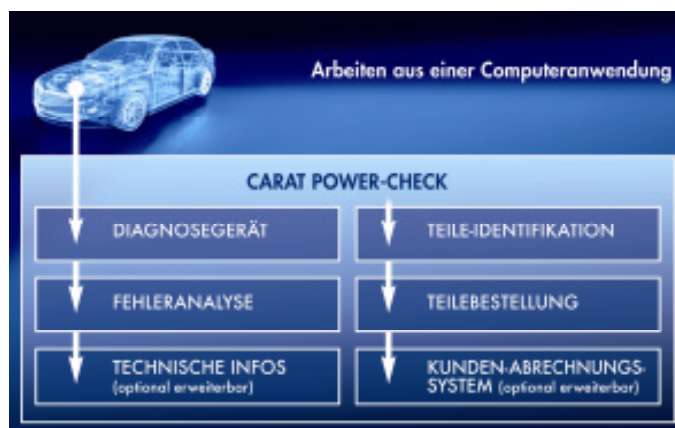 Arbeiten aus einer Computeranwendung
CARAT POWER-CHECK
DIAGNOSEGERÄT
FEHLERANALYSE
TECHNISCHE INFOS
(optional erweiterbar)
TEILE-IDENTIFIKATION
TEILEBESTELLUNG
KUNDEN-ABRECHNUNGS-
SYSTEM (optional erweiterbar)